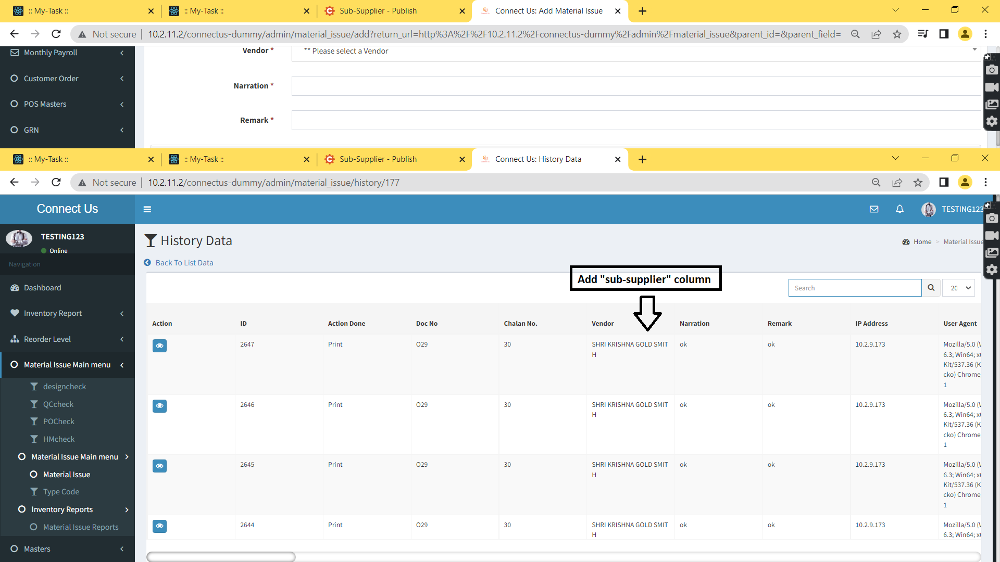 :: My-Task ::
:: My-Task ::
Sub-Supplier - Publish
Connect Us: Add Material Issue
Not secure
10.2.11.2/connectus-dummy/admin/material_issue/add?return_url=http%3A%2F%2F10.2.11.2%2Fconnectus-dummy%2Fadmin%2Fmaterial_issue&parent_id=&parent_field=
Monthly Payroll
Vendor *
** Please select a Vendor
Customer Order
Narration *
POS Masters
Remark *
GRN
:: My-Task ::
:: My-Task ::
Sub-Supplier - Publish
Connect Us: History Data
Not secure
10.2.11.2/connectus-dummy/admin/material_issue/history/177
Connect Us
TESTING123
TESTING123
Online
History Data
Home > Material Issue
Navigation
Back To List Data
Add "sub-supplier" column
Search
20
Dashboard
Inventory Report
Reorder Level
Material Issue Main menu
designcheck
QCcheck
POCheck
HMcheck
Material Issue Main menu
Material Issue
Type Code
Inventory Reports
Material Issue Reports
Masters
Action ID Action Done Doc No Chalan No. Vendor Narration Remark IP Address User Agent
2647 Print O29 30 SHRI KRISHNA GOLD SMIT ok ok 10.2.9.173 Mozilla/5.0 (W
H 6.3; Win64; x6
Kit/537.36 (K
cko) Chrome,
1
2646 Print O29 30 SHRI KRISHNA GOLD SMIT ok ok 10.2.9.173 Mozilla/5.0 (W
H 6.3; Win64; x6
Kit/537.36 (K
cko) Chrome,
1
2645 Print O29 30 SHRI KRISHNA GOLD SMIT ok ok 10.2.9.173 Mozilla/5.0 (W
H 6.3; Win64; x6
Kit/537.36 (K
cko) Chrome,
1
2644 Print O29 30 SHRI KRISHNA GOLD SMIT ok ok 10.2.9.173 Mozilla/5.0 (W
H 6.3; Win64; x6